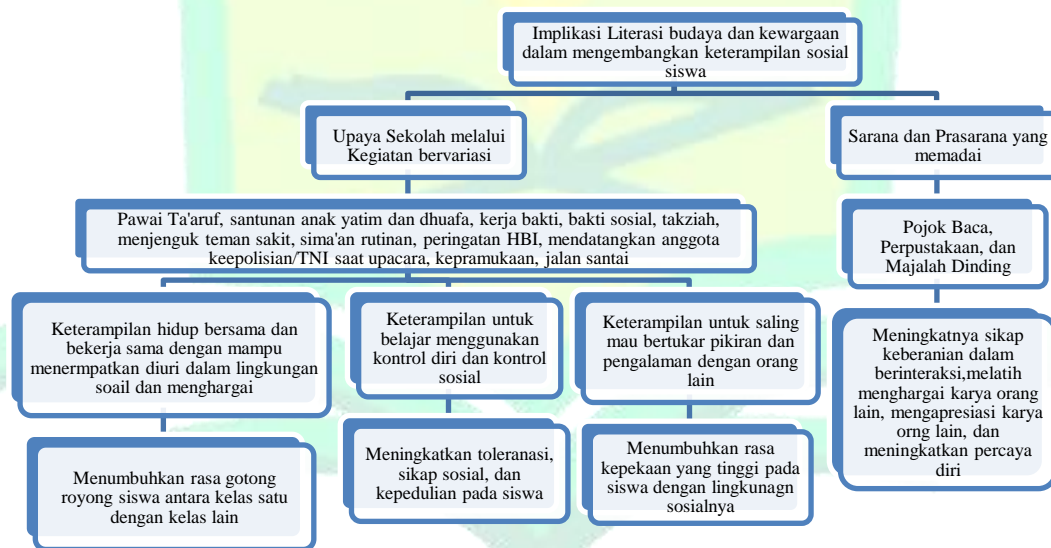 Implikasi Literasi budaya dan kewargaan
dalam mengembangkan keterampilan sosial
siswa
Upaya Sekolah melalui
Kegiatan bervariasi
Sarana dan Prasarana yang
memadai
Pawai Ta'aruf, santunan anak yatim dan dhuafa, kerja bakti, bakti sosial, takziah,
menjenguk teman sakit, sima'an rutinan, peringatan HBI, mendatangkan anggota
keepolisian/TNI saat upacara, kepramukaan, jalan santai
Pojok Baca,
Perpustakaan, dan
Majalah Dinding
Keterampilan hidup bersama dan
bekerja sama dengan mampu
menermpatkan diuri dalam lingkungan
soail dan menghargai
Keterampilan untuk
belajar menggunakan
kontrol diri dan kontrol
sosial
Keterampilan untuk saling
mau bertukar pikiran dan
pengalaman dengan orang
lain
Meningkatnya sikap
keberanian dalam
berinteraksi,melatih
menghargai karya orang
lain, mengapresiasi karya
orng lain, dan
meningkatkan percaya
diri
Menumbuhkan rasa gotong
royong siswa antara kelas satu
dengan kelas lain
Meningkatkan toleranasi,
sikap sosial, dan
kepedulian pada siswa
Menumbuhkan rasa
kepekaan yang tinggi pada
siswa dengan lingkunagn
sosialnya